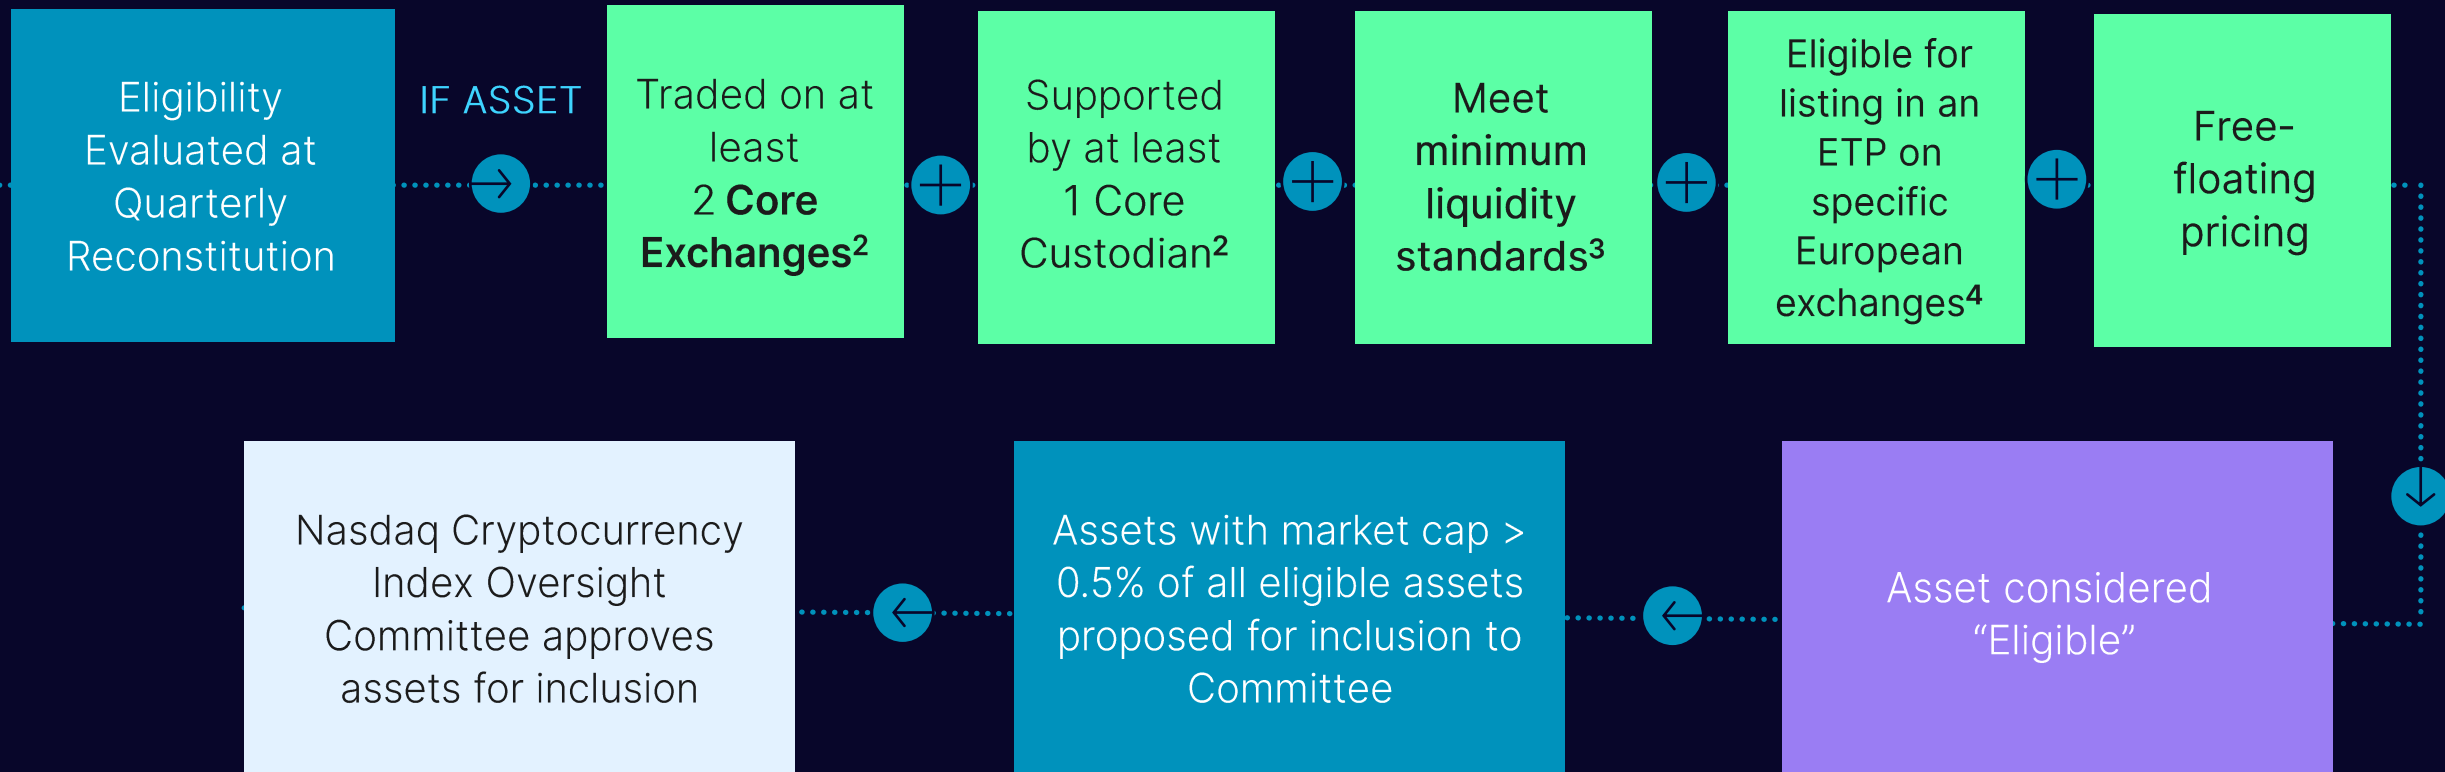 Eligibility
Evaluated at
Quarterly
Reconstitution
IF ASSET
Traded on at
least
2 Core
Exchanges²
Supported
by at least
1 Core
Custodian²
Meet
minimum
liquidity
standards³
Eligible for
listing in an
ETP on
specific
European
exchanges⁴
Free-
floating
pricing
Nasdaq Cryptocurrency
Index Oversight
Committee approves
assets for inclusion
Assets with market cap >
0.5% of all eligible assets
proposed for inclusion to
Committee
Asset considered
“Eligible”